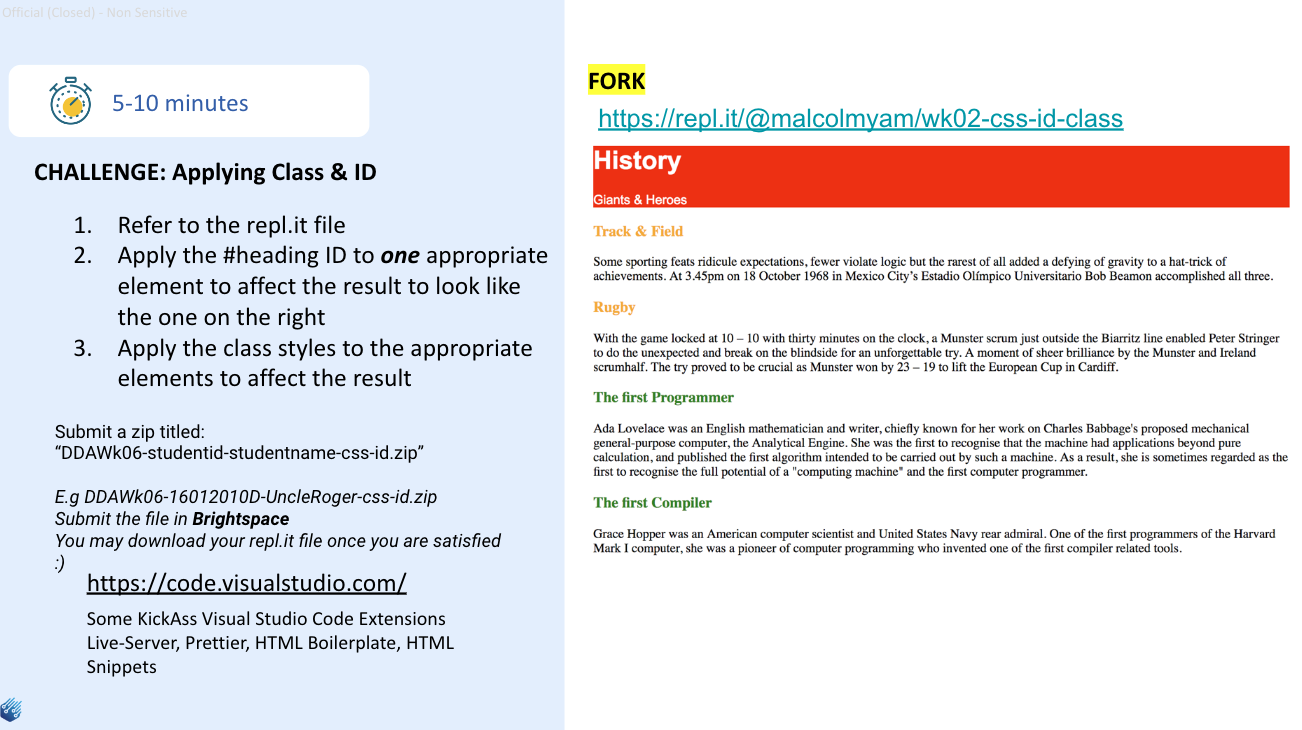 Official (Closed) - Non Sensitive
5-10 minutes
CHALLENGE: Applying Class & ID
1. Refer to the repl.it file
2. Apply the #heading ID to one appropriate
element to affect the result to look like
the one on the right
3. Apply the class styles to the appropriate
elements to affect the result
Submit a zip titled:
“DDAWk06-studentid-studentname-css-id.zip”
E.g DDAWk06-16012010D-UncleRoger-css-id.zip
Submit the file in Brightspace
You may download your repl.it file once you are satisfied
:)
https://code.visualstudio.com/
Some KickAss Visual Studio Code Extensions
Live-Server, Prettier, HTML Boilerplate, HTML
Snippets
FORK
https://repl.it/@malcolmyam/wk02-css-id-class
History
Giants & Heroes
Track & Field
Some sporting feats ridicule expectations, fewer violate logic but the rarest of all added a defying of gravity to a hat-trick of
achievements. At 3.45pm on 18 October 1968 in Mexico City’s Estadio Olímpico Universitario Bob Beamon accomplished all three.
Rugby
With the game locked at 10 – 10 with thirty minutes on the clock, a Munster scrum just outside the Biarritz line enabled Peter Stringer
to do the unexpected and break on the blindside for an unforgettable try. A moment of sheer brilliance by the Munster and Ireland
scrumhalf. The try proved to be crucial as Munster won by 23 – 19 to lift the European Cup in Cardiff.
The first Programmer
Ada Lovelace was an English mathematician and writer, chiefly known for her work on Charles Babbage's proposed mechanical
general-purpose computer, the Analytical Engine. She was the first to recognise that the machine had applications beyond pure
calculation, and published the first algorithm intended to be carried out by such a machine. As a result, she is sometimes regarded as the
first to recognise the full potential of a "computing machine" and the first computer programmer.
The first Compiler
Grace Hopper was an American computer scientist and United States Navy rear admiral. One of the first programmers of the Harvard
Mark I computer, she was a pioneer of computer programming who invented one of the first compiler related tools.